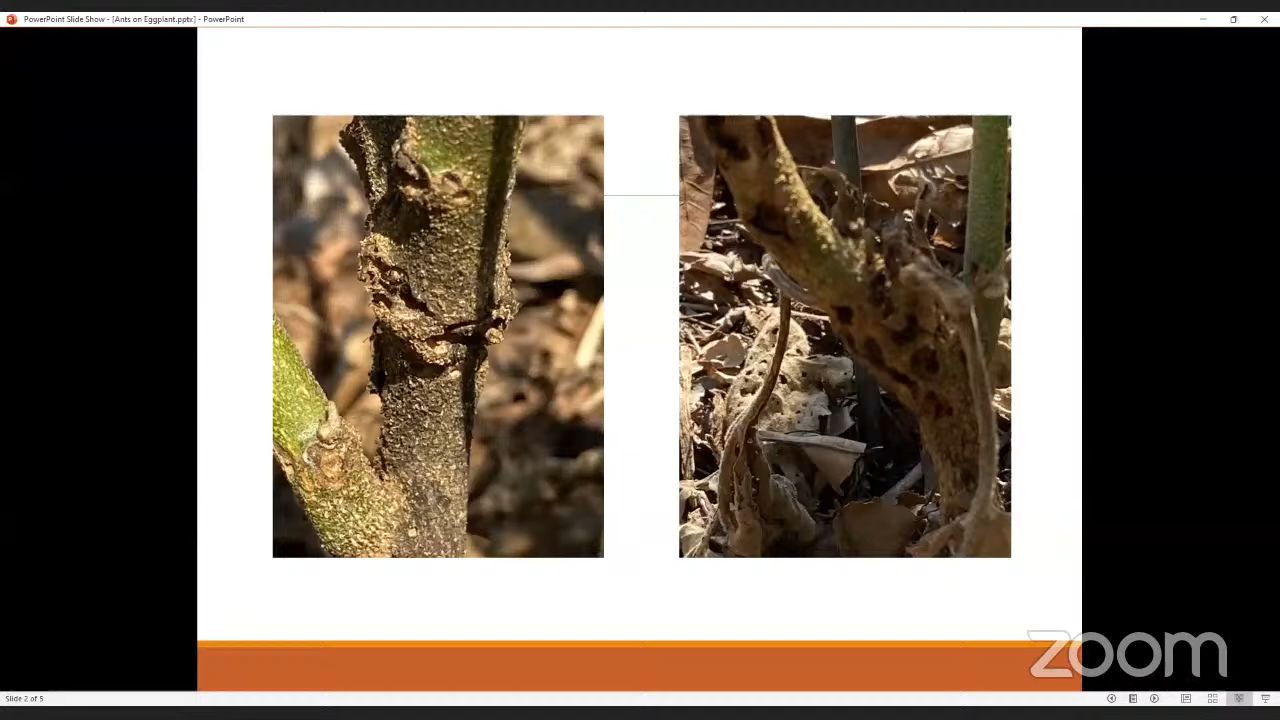 PowerPoint Slide Show - [Ants on Eggplant.pptx] - PowerPoint
zoom
Slide 2 of 5